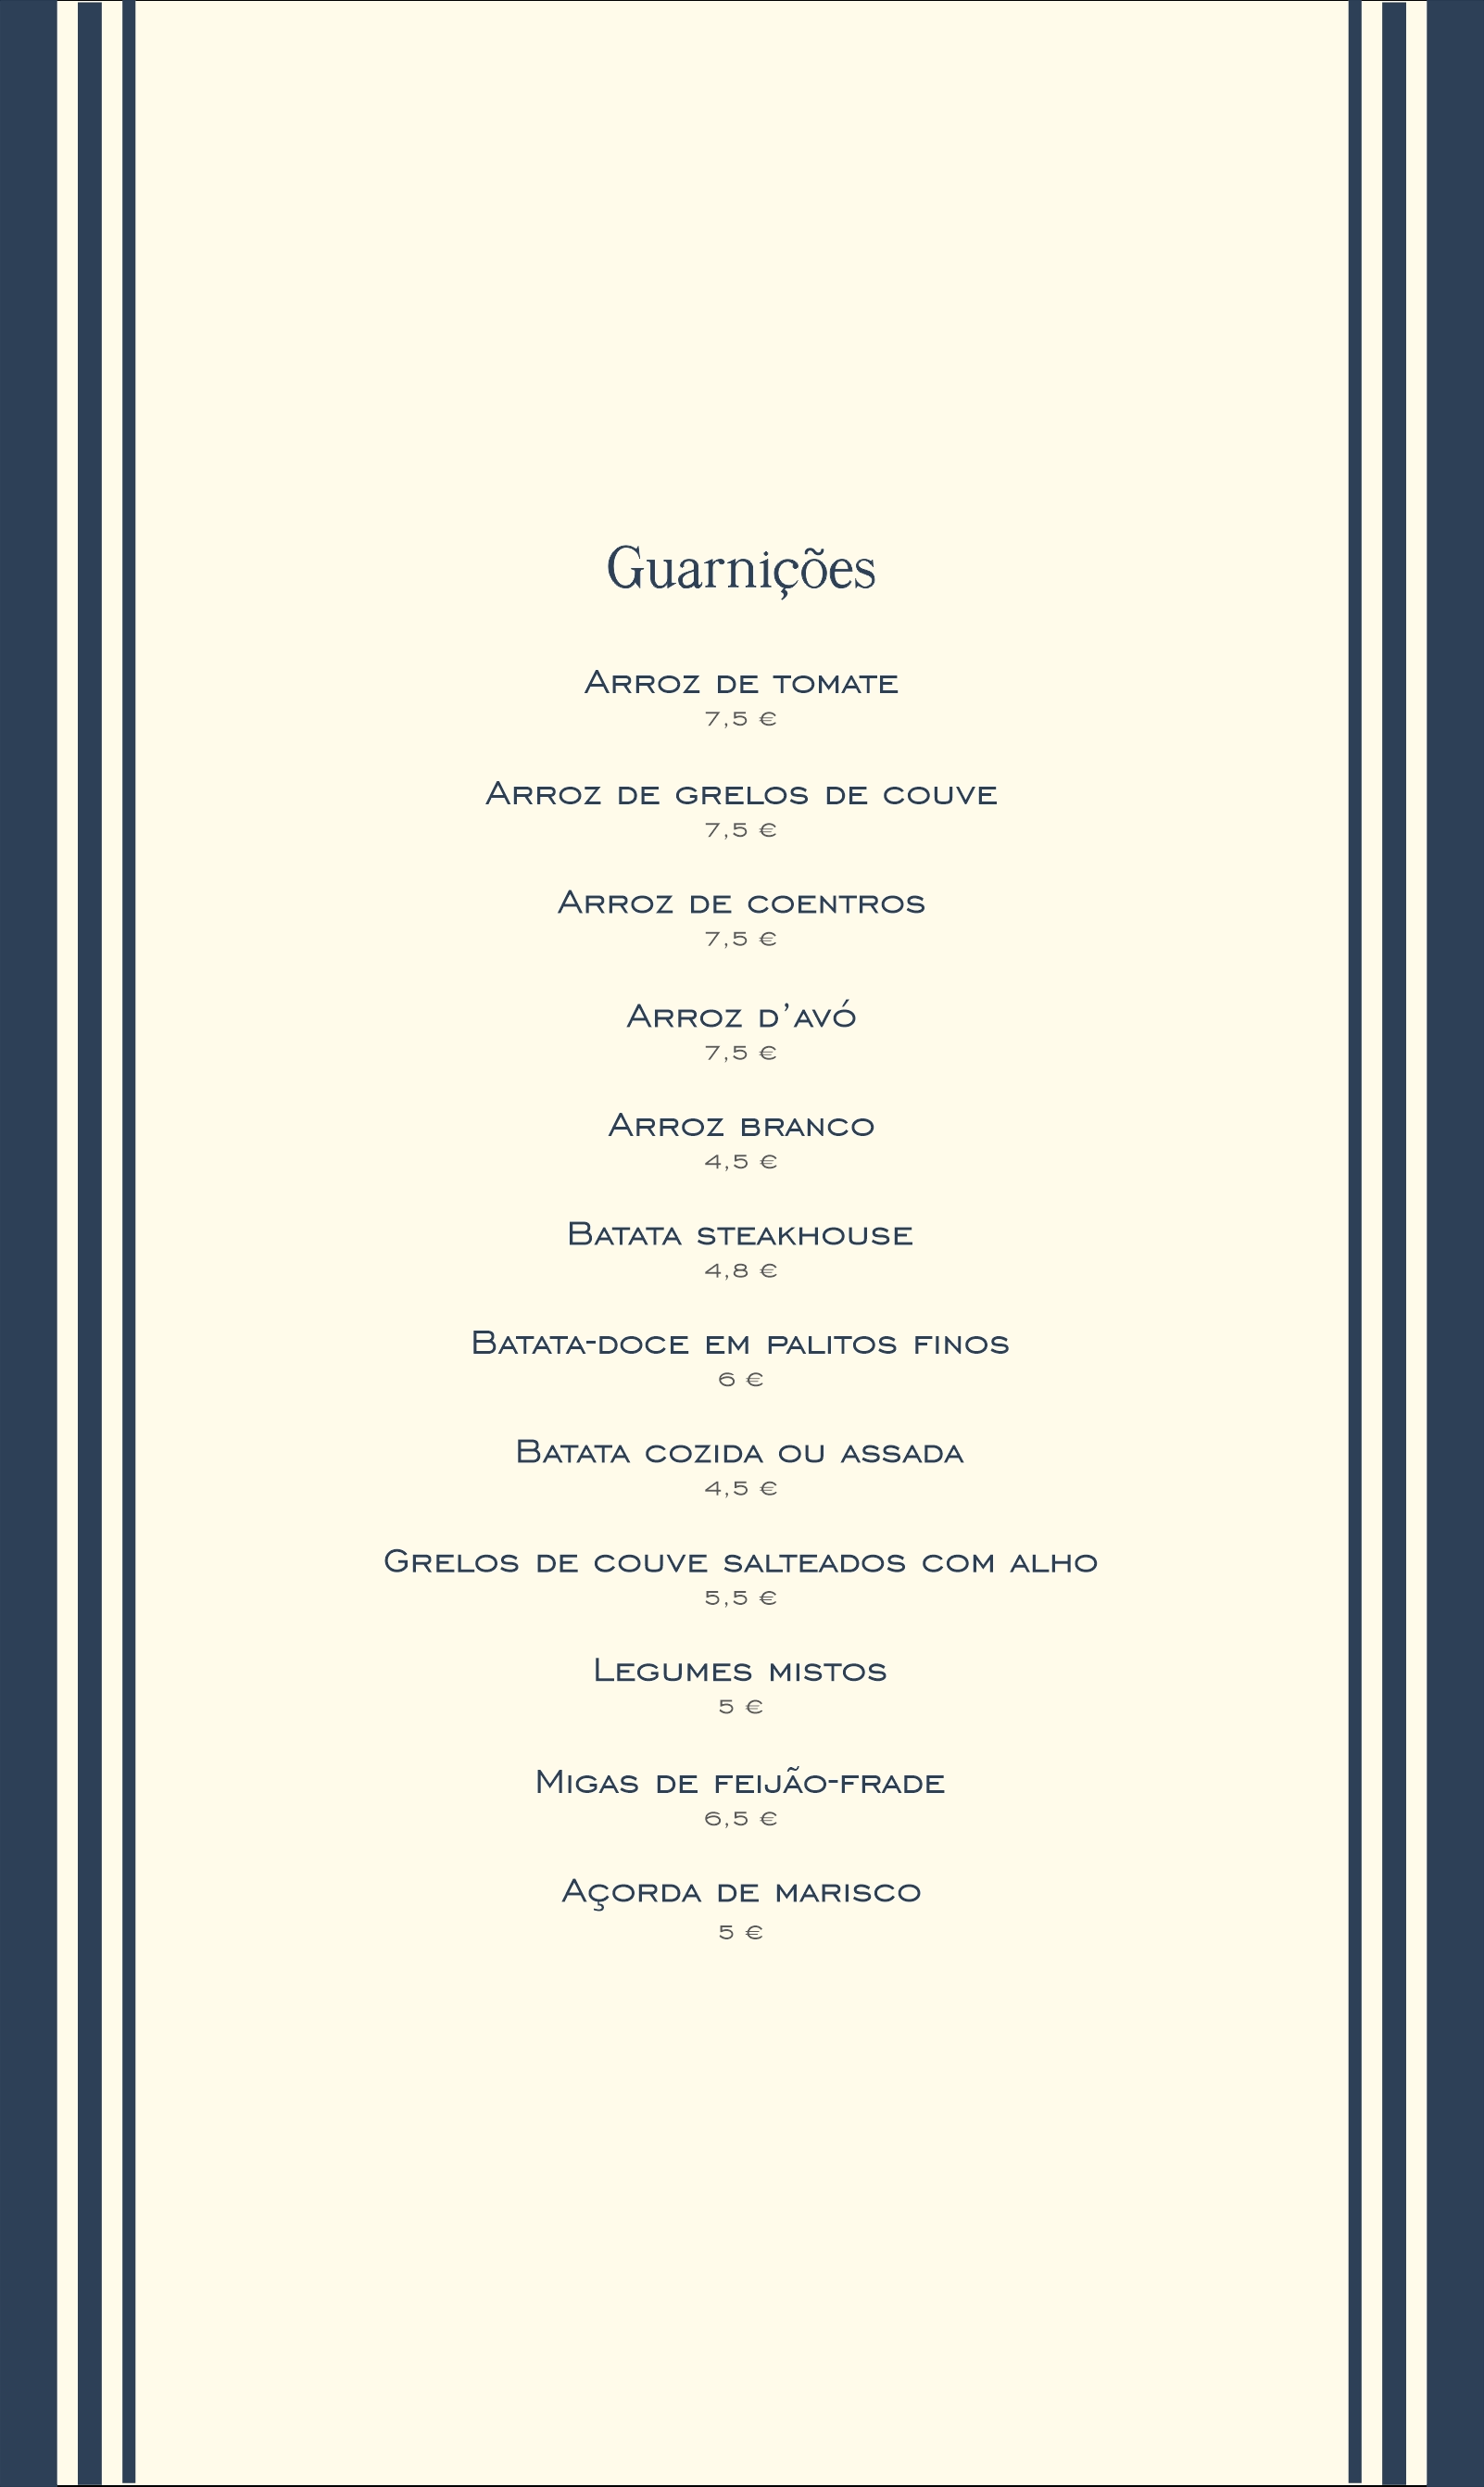 Guarnições
Arroz de tomate
7,5 €
Arroz de grelos de couve
7,5 €
Arroz de coentros
7,5 €
Arroz d’avó
7,5 €
Arroz branco
4,5 €
Batata steakhouse
4,8 €
Batata-doce em palitos finos
6 €
Batata cozida ou assada
4,5 €
Grelos de couve salteados com alho
5,5 €
Legumes mistos
5 €
Migas de feijão-frade
6,5 €
Açorda de marisco
5 €